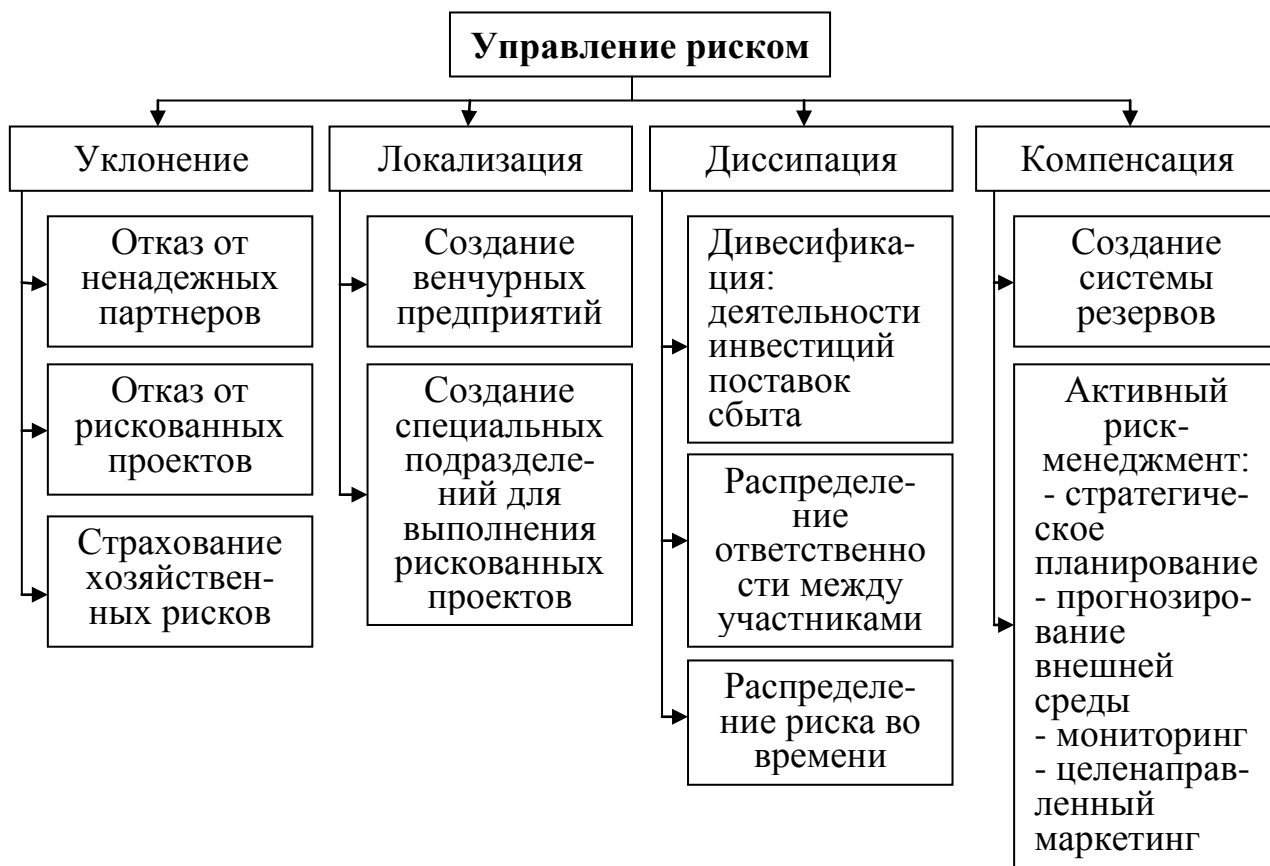 Управление риском
Уклонение
Отказ от
ненадежных
партнеров
Отказ от
рискованных
проектов
Страхование
хозяйствен-
ных рисков
Локализация
Создание
венчурных
предприятий
Создание
специальных
подразделе-
ний для
выполнения
рискованных
проектов
Диссипация
Дивесифика-
ция:
деятельности
инвестиций
поставок
сбыта
Распределе-
ние
ответственно
сти между
участниками
Распределе-
ние риска во
времени
Компенсация
Создание
системы
резервов
Активный
риск-
менеджмент:
- стратегиче-
ское
планирование
- прогнозиро-
вание
внешней
среды
- мониторинг
- целенаправ-
ленный
маркетинг